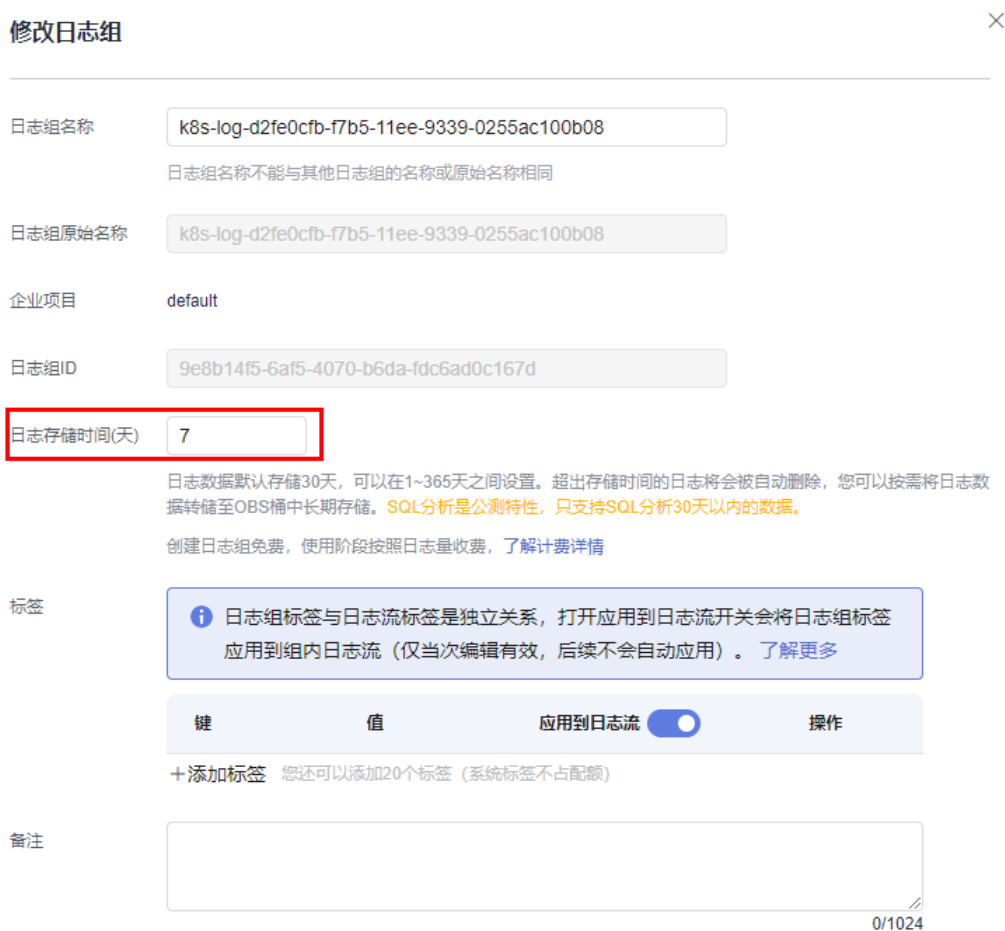 修改日志组
日志组名称
k8s-log-d2fe0cfb-f7b5-11ee-9339-0255ac100b08
日志组名称不能与其他日志组的名称或原始名称相同
日志组原始名称
k8s-log-d2fe0cfb-f7b5-11ee-9339-0255ac100b08
企业项目
default
日志组ID
9e8b14f5-6af5-4070-b6da-fdc6ad0c167d
日志存储时间(天)
7
日志数据默认存储30天，可以在1~365天之间设置。超出存储时间的日志将会被自动删除，您可以按需将日志数
据转储至OBS桶中长期存储。SQL分析是公测特性，只支持SQL分析30天以内的数据。
创建日志组免费，使用阶段按照日志量收费，了解计费详情
标签
日志组标签与日志流标签是独立关系，打开应用到日志流开关会将日志组标签
应用到组内日志流（仅当次编辑有效，后续不会自动应用）。 了解更多
键 值 应用到日志流 操作
添加标签 您还可以添加20个标签（系统标签不占配额）
备注
0/1024